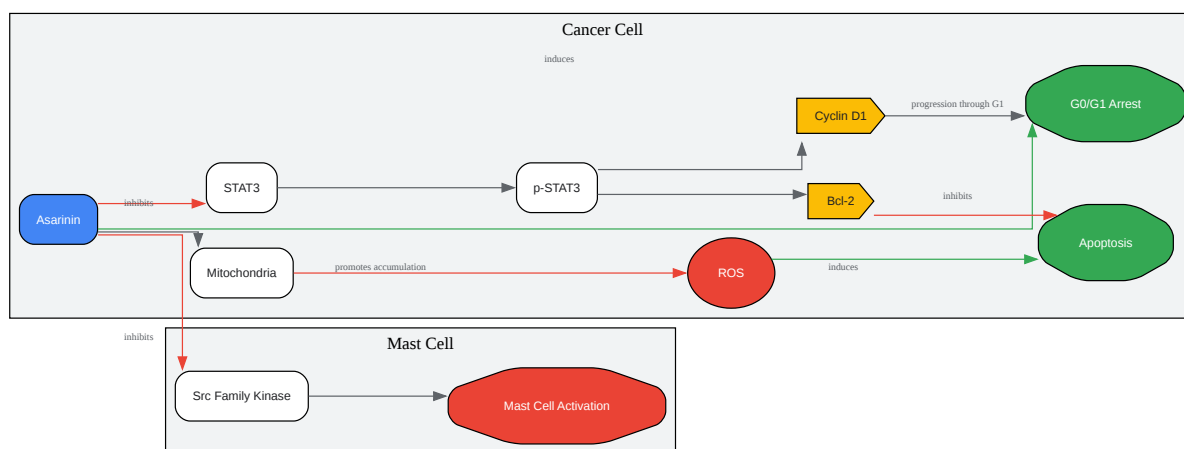 Cancer Cell
induces
G0/G1 Arrest
Cyclin D1
progression through G1
STAT3
p-STAT3
Bcl-2
inhibits
inhibits
Asarinin
Apoptosis
Mitochondria
promotes accumulation
ROS
induces
inhibits
Mast Cell
Src Family Kinase
Mast Cell Activation